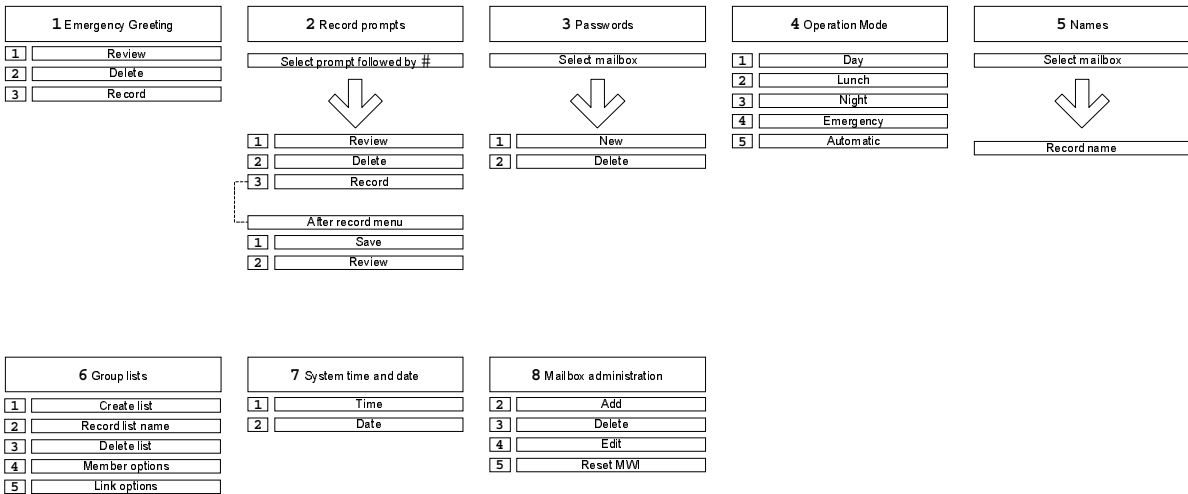 1 Emergency Greeting
1 Review
2 Delete
3 Record
2 Record prompts
Select prompt followed by #
1 Review
2 Delete
3 Record
After record menu
1 Save
2 Review
3 Passwords
Select mailbox
1 New
2 Delete
4 Operation Mode
1 Day
2 Lunch
3 Night
4 Emergency
5 Automatic
5 Names
Select mailbox
Record name
6 Group lists
1 Create list
2 Record list name
3 Delete list
4 Member options
5 Link options
7 System time and date
1 Time
2 Date
8 Mailbox administration
2 Add
3 Delete
4 Edit
5 Reset MWI